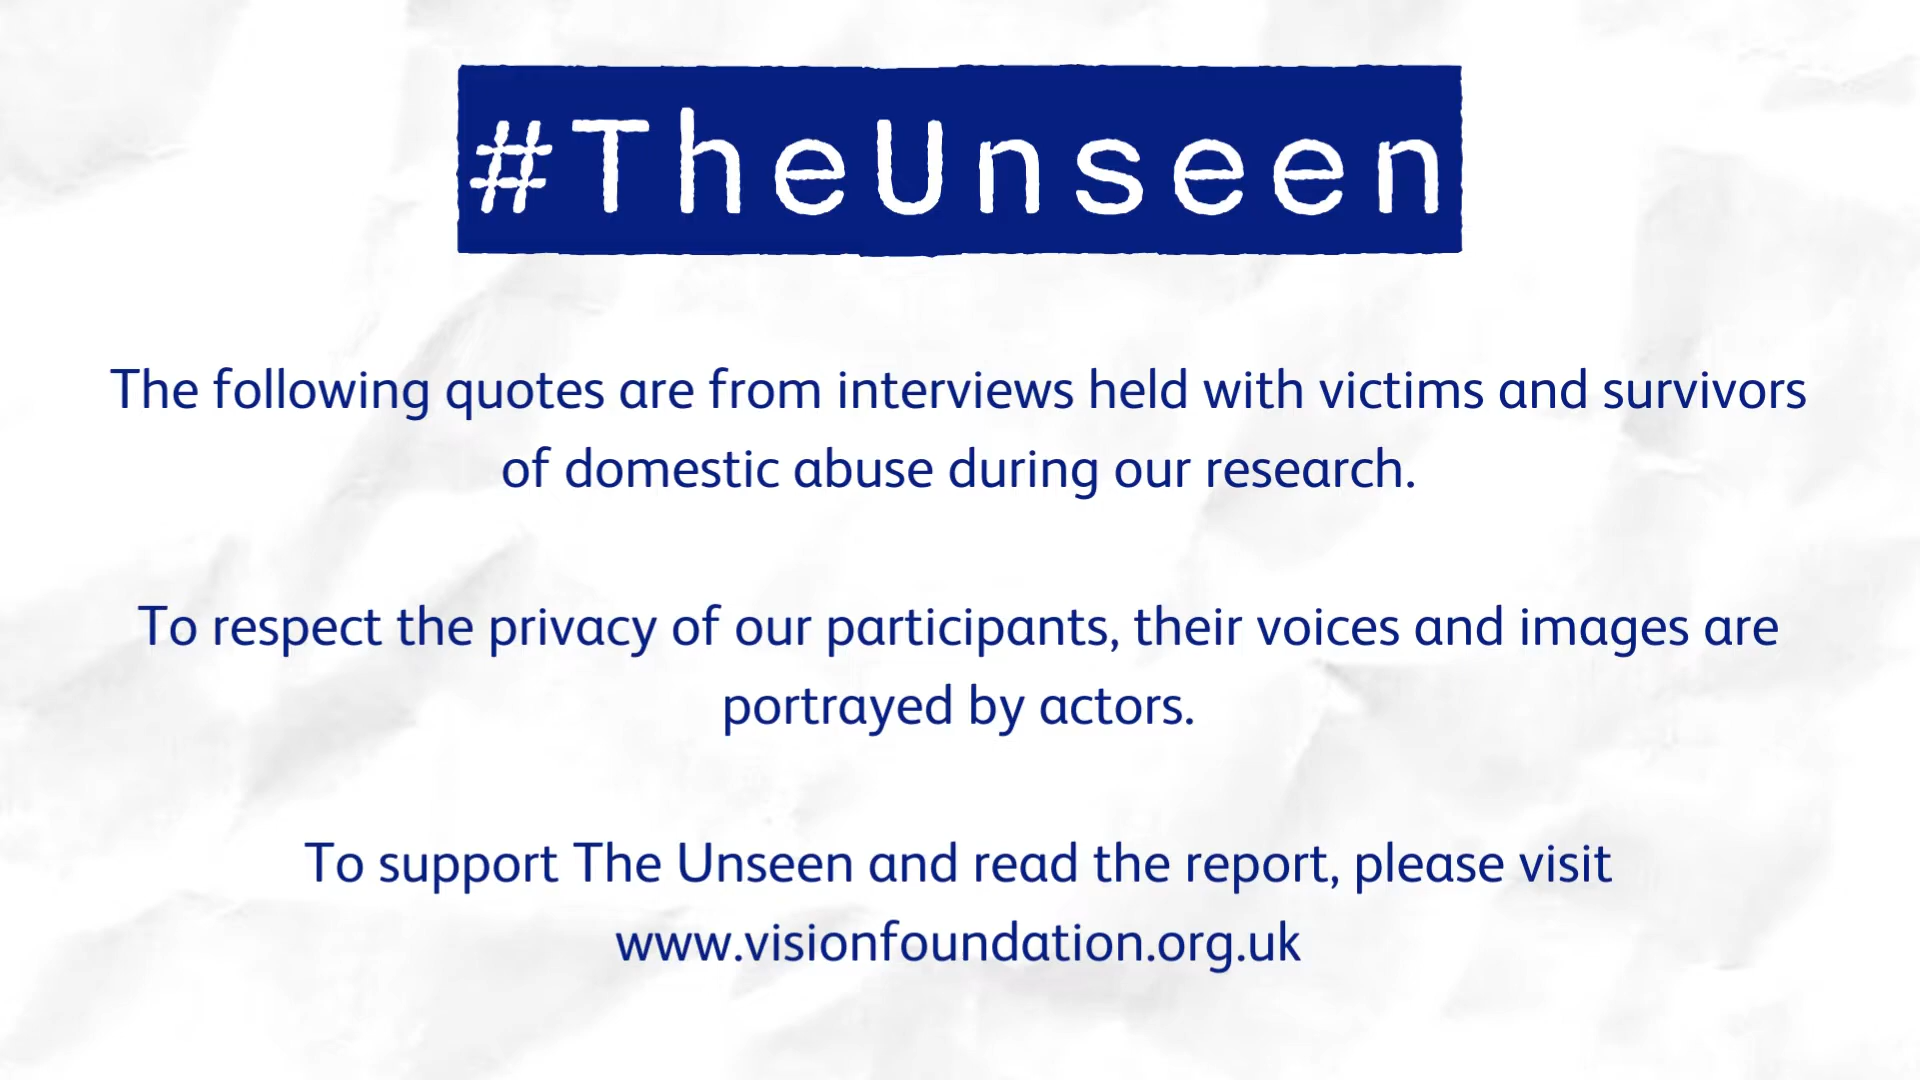 #TheUnseen
The following quotes are from interviews held with victims and survivors
of domestic abuse during our research.
To respect the privacy of our participants, their voices and images are
portrayed by actors.
To support The Unseen and read the report, please visit
www.visionfoundation.org.uk